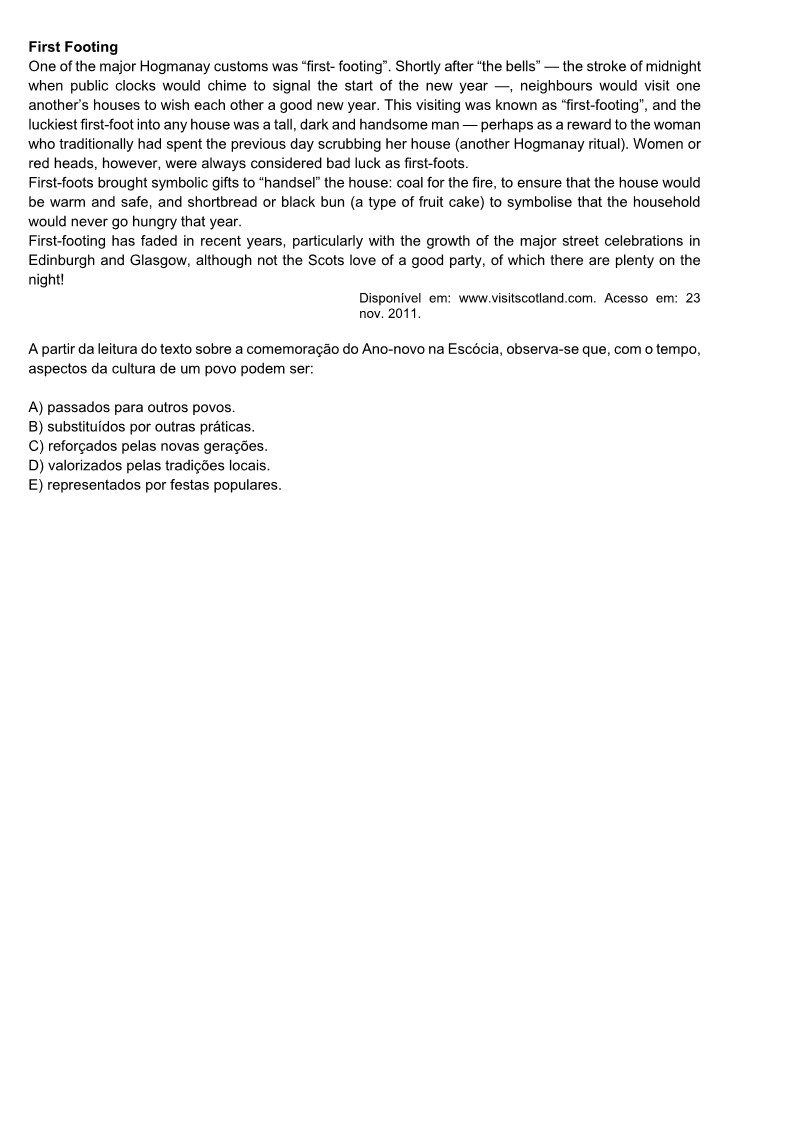 First Footing
One of the major Hogmanay customs was “first- footing”. Shortly after “the bells” — the stroke of midnight
when public clocks would chime to signal the start of the new year —, neighbours would visit one
another’s houses to wish each other a good new year. This visiting was known as “first-footing”, and the
luckiest first-foot into any house was a tall, dark and handsome man — perhaps as a reward to the woman
who traditionally had spent the previous day scrubbing her house (another Hogmanay ritual). Women or
red heads, however, were always considered bad luck as first-foots.
First-foots brought symbolic gifts to “handsel” the house: coal for the fire, to ensure that the house would
be warm and safe, and shortbread or black bun (a type of fruit cake) to symbolise that the household
would never go hungry that year.
First-footing has faded in recent years, particularly with the growth of the major street celebrations in
Edinburgh and Glasgow, although not the Scots love of a good party, of which there are plenty on the
night!
Disponível em: www.visitscotland.com. Acesso em: 23
nov. 2011.
A partir da leitura do texto sobre a comemoração do Ano-novo na Escócia, observa-se que, com o tempo,
aspectos da cultura de um povo podem ser:
A) passados para outros povos.
B) substituídos por outras práticas.
C) reforçados pelas novas gerações.
D) valorizados pelas tradições locais.
E) representados por festas populares.